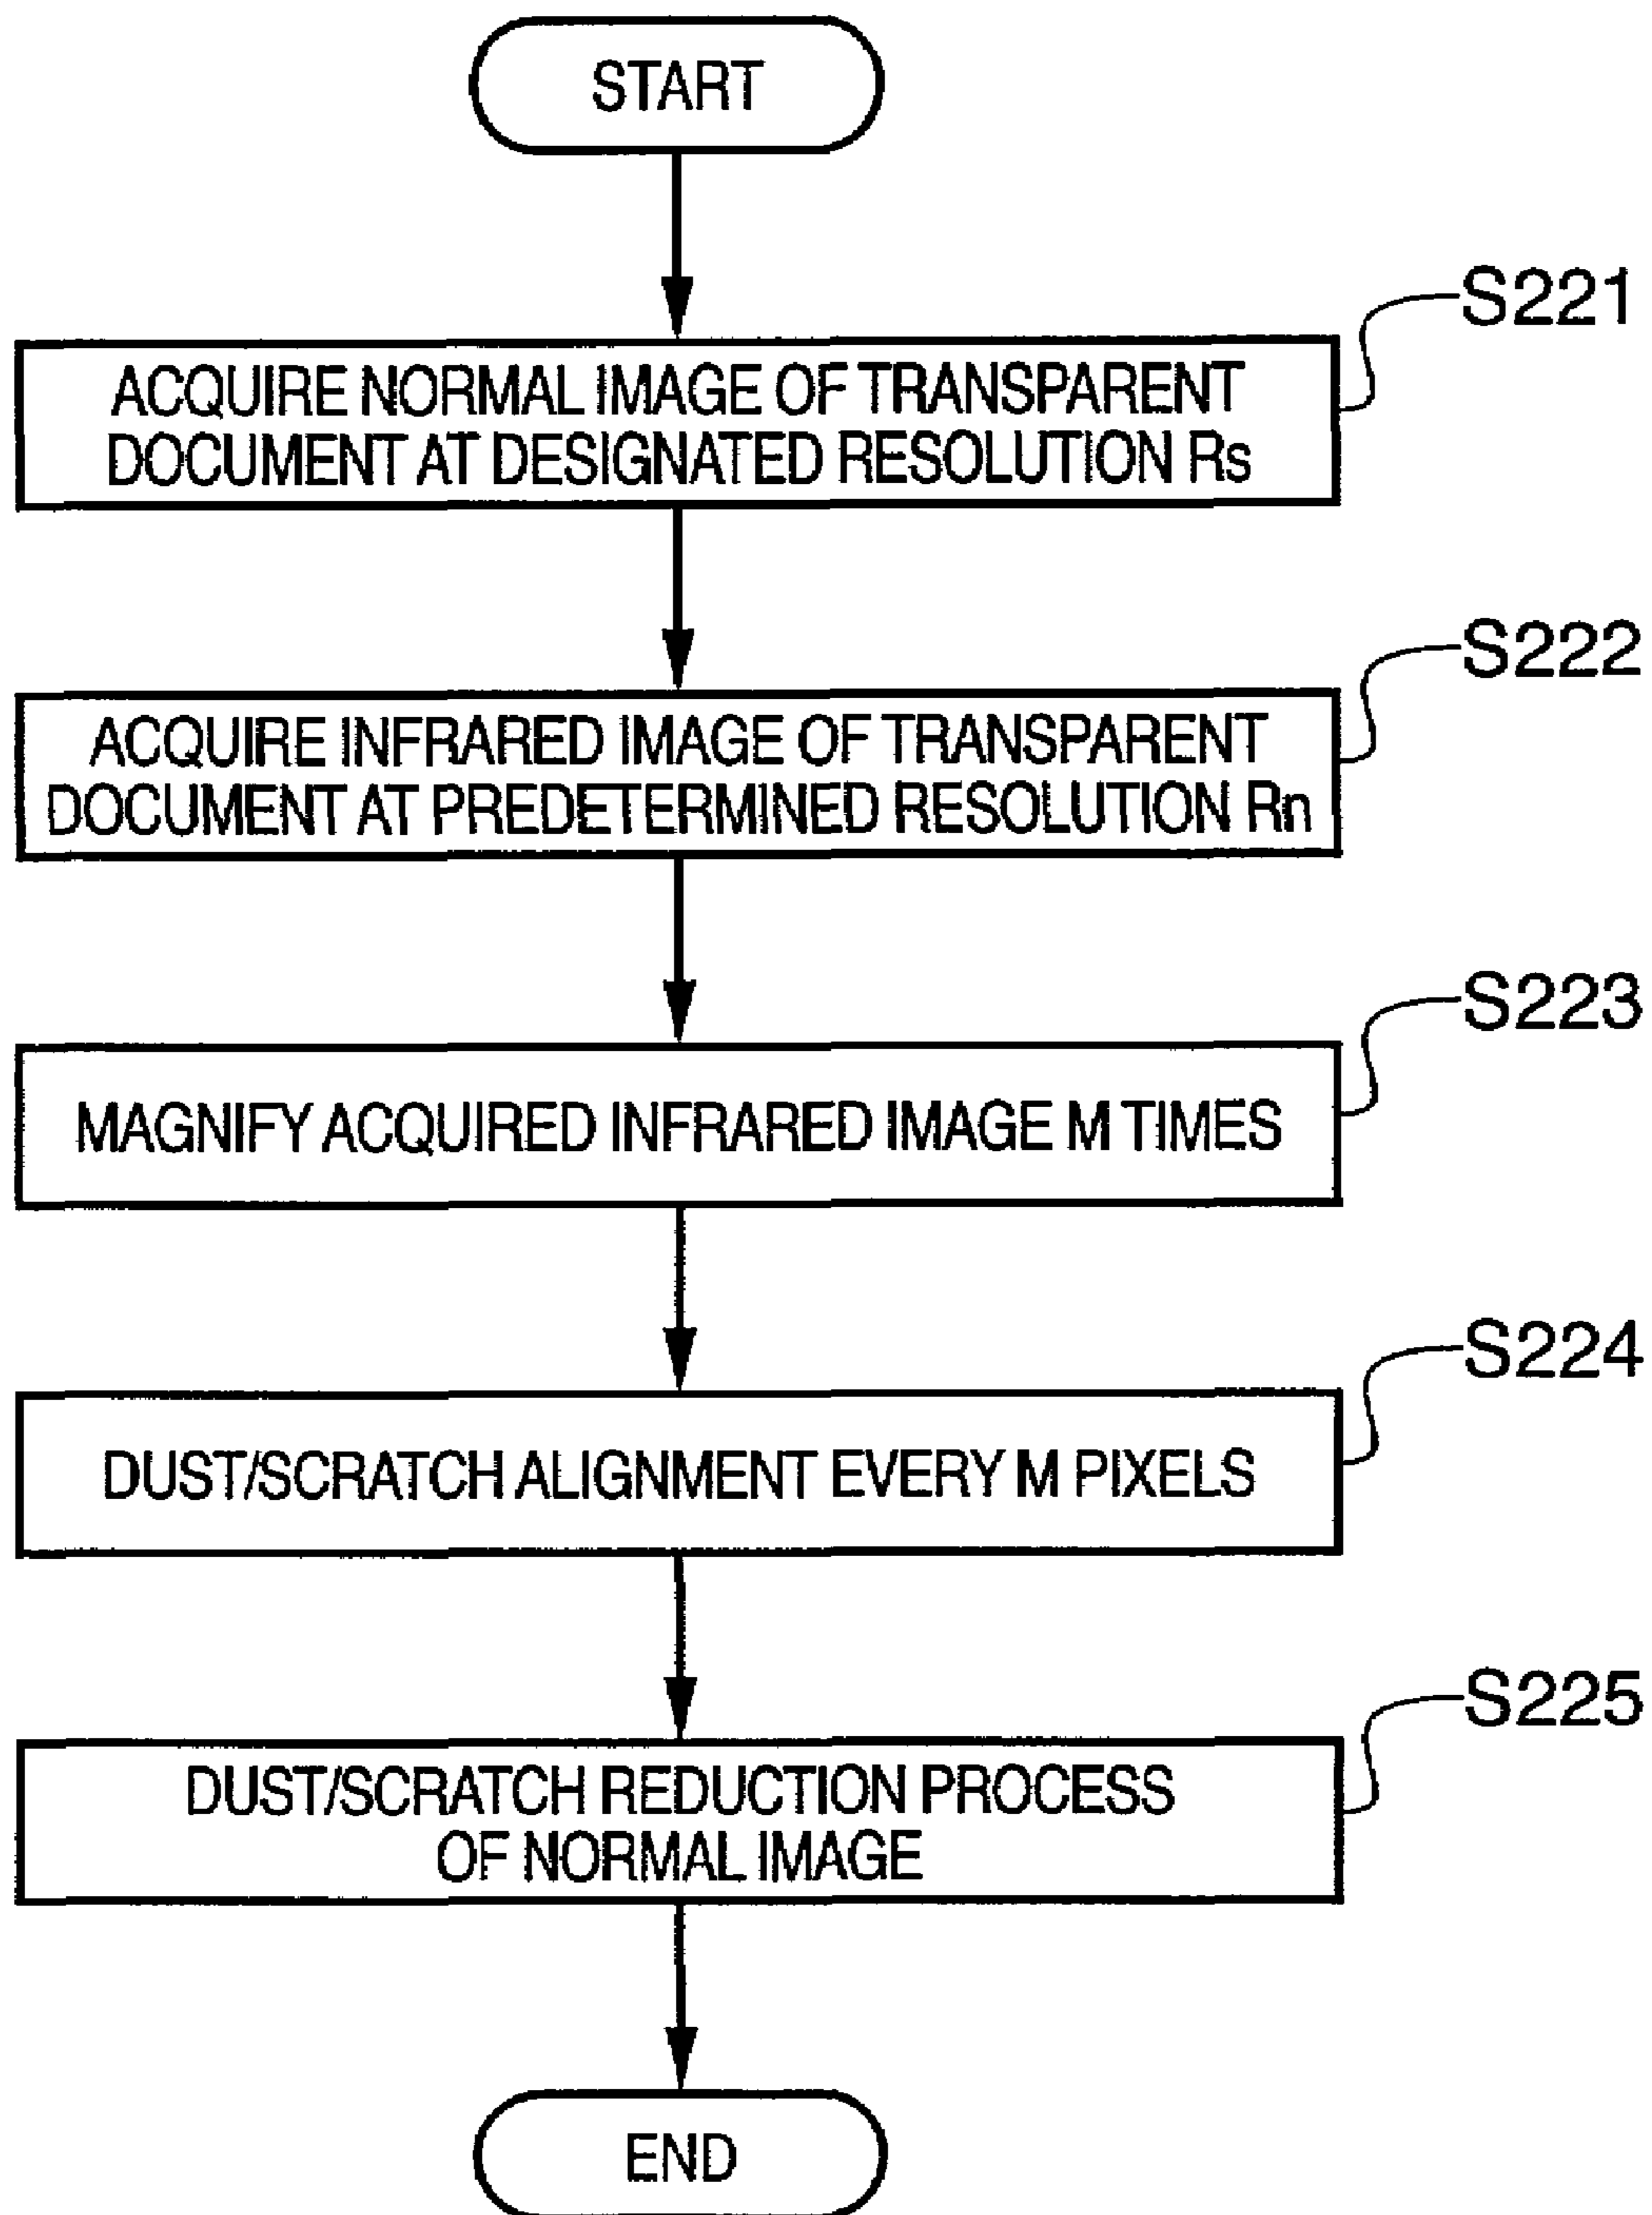 START
S221
ACQUIRE NORMAL IMAGE OF TRANSPARENT
DOCUMENT AT DESIGNATED RESOLUTION Rs
S222
ACQUIRE INFRARED IMAGE OF TRANSPARENT
DOCUMENT AT PREDETERMINED RESOLUTION Rn
S223
MAGNIFY ACQUIRED INFRARED IMAGE M TIMES
S224
DUST/SCRATCH ALIGNMENT EVERY M PIXELS
S225
DUST/SCRATCH REDUCTION PROCESS
OF NORMAL IMAGE
END